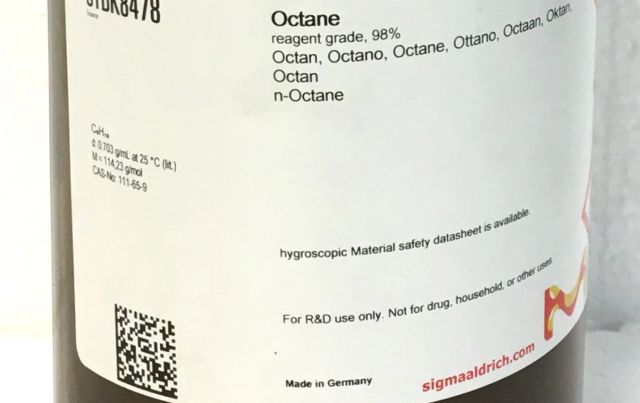 Octane
reagent grade, 98%
Octan, Octano, Octane, Ottano, Octaan, Oktan,
Octan
n-Octane
C₈H₁₈
d: 0.703 g/mL at 25 °C (lit.)
M = 114.23 g/mol
CAS-No: 111-65-9
hygroscopic Material safety datasheet is available.
For R&D use only. Not for drug, household, or other uses.
Made in Germany
sigmaaldrich.com